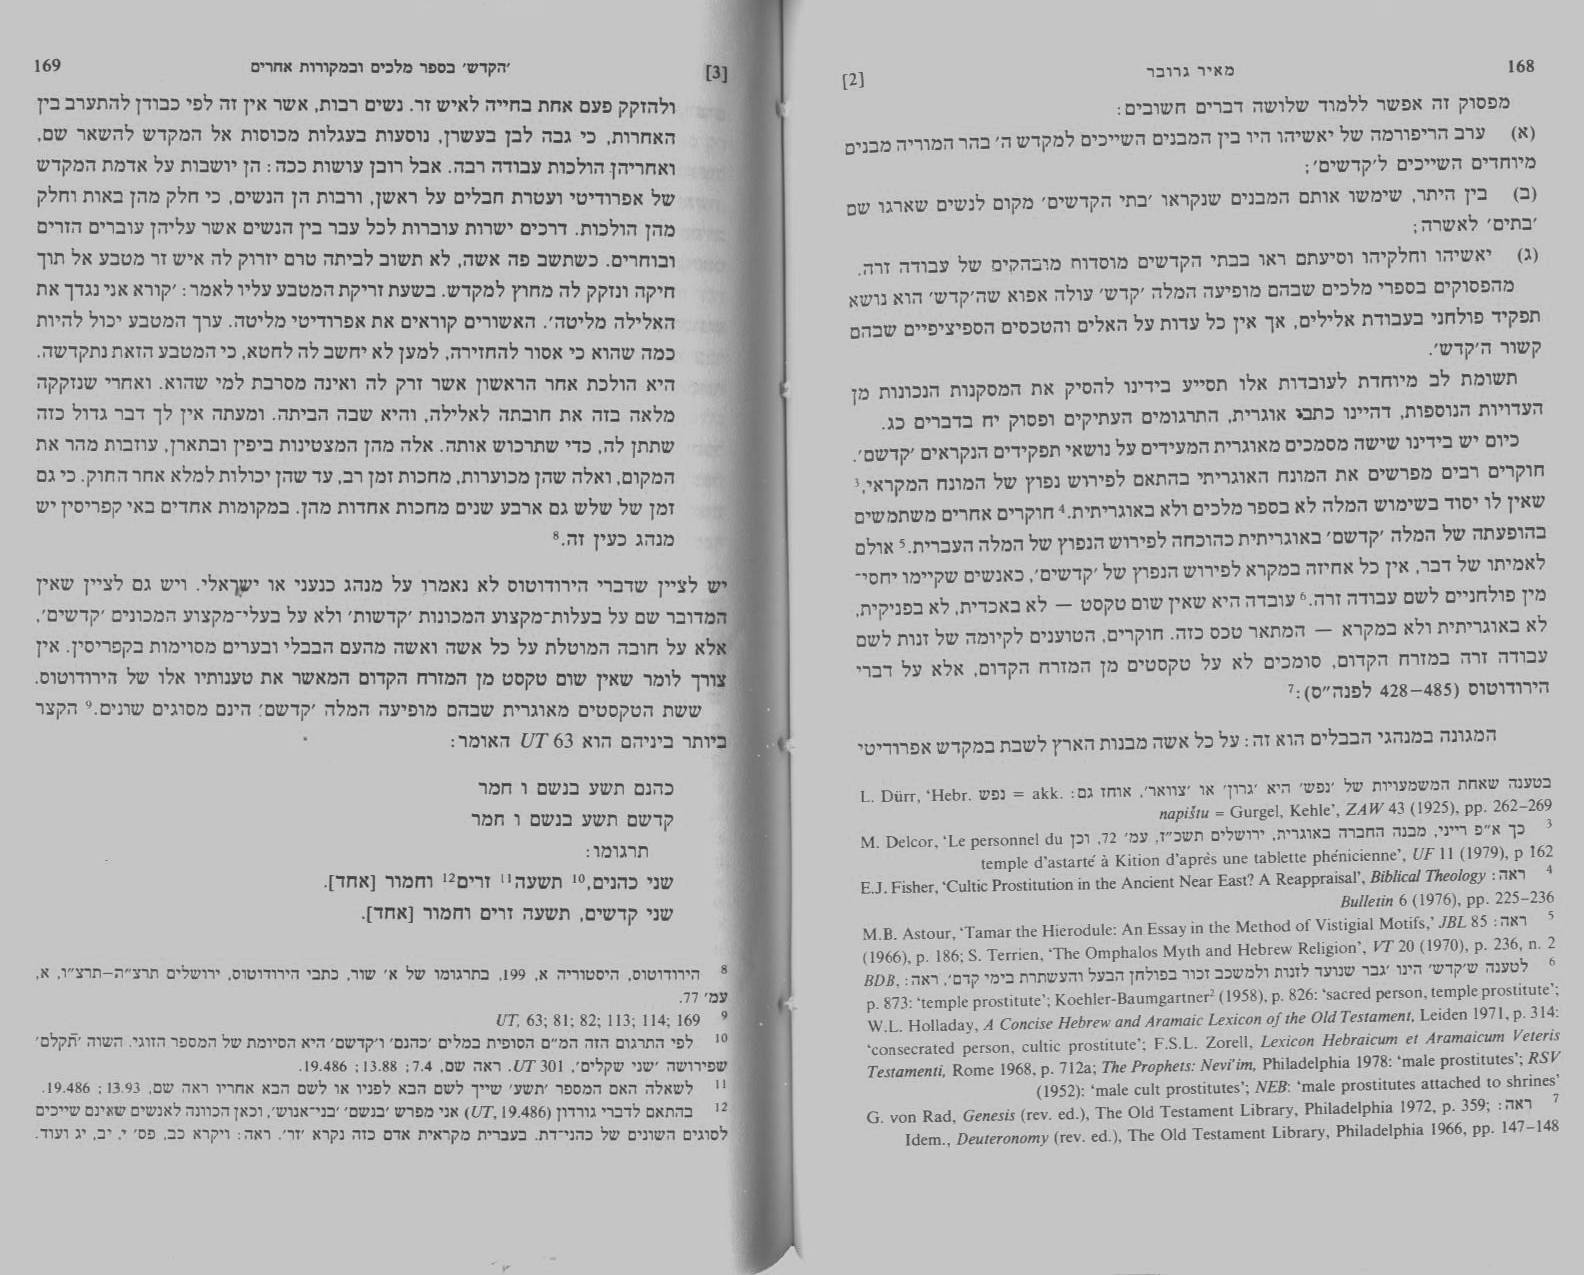 168
מאיר גרובר
[2]
מפסוק זה אפשר ללמוד שלושה דברים חשובים:
(א) ערב הריפורמה של יאשיהו היו בין המבנים השייכים למקדש ה׳ בהר המוריה מבנים
מיוחדים השייכים ל׳קדשים׳;
(ב) בין היתר, שימשו אותם המבנים שנקראו ׳בתי הקדשים׳ מקום לנשים שארגו שם
׳בתים׳ לאשרה;
(ג) יאשיהו וחלקיהו וסיעתם ראו בבתי הקדשים מוסדות מובהקים של עבודה זרה.
מהפסוקים בספרי מלכים שבהם מופיעה המלה ׳קדש׳ עולה אפוא שה׳קדש׳ הוא נושא
תפקיד פולחני בעבודת אלילים, אך אין כל עדות על האלים והטכסים הספיציפיים שבהם
קשור ה׳קדש׳.
תשומת לב מיוחדת לעובדות אלו תסייע בידינו להסיק את המסקנות הנכונות מן
העדויות הנוספות, דהיינו כתבי אוגרית, התרגומים העתיקים ופסוק יח בדברים כג.
כיום יש בידינו שישה מסמכים מאוגרית המעידים על נושאי תפקידים הנקראים ׳קדשם׳.
חוקרים רבים מפרשים את המונח האוגריתי בהתאם לפירוש נפוץ של המונח המקראי,3
שאין לו יסוד בשימוש המלה לא בספר מלכים ולא באוגריתית.4 חוקרים אחרים משתמשים
בהופעתה של המלה ׳קדשם׳ באוגריתית כהוכחה לפירוש הנפוץ של המלה העברית.5 אולם
לאמיתו של דבר, אין כל אחיזה במקרא לפירוש הנפוץ של ׳קדשים׳, כאנשים שקיימו יחסי־
מין פולחניים לשם עבודה זרה.6 עובדה היא שאין שום טקסט — לא באכדית, לא בפניקית,
לא באוגריתית ולא במקרא — המתאר טכס כזה. חוקרים, הטוענים לקיומה של זנות לשם
עבודה זרה במזרח הקדום, סומכים לא על טקסטים מן המזרח הקדום, אלא על דברי
הירודוטוס (485–428 לפנה״ס):7
המגונה במנהגי הבבלים הוא זה: על כל אשה מבנות הארץ לשבת במקדש אפרודיטי
בטענה שאחת המשמעויות של ׳נפש׳ היא ׳גרון׳ או ׳צוואר׳, אוחז גם: L. Dürr, ‘Hebr. נפש = akk.
napištu = Gurgel, Kehle’, ZAW 43 (1925), pp. 262–269
3 כך א״פ רייני, מבנה החברה באוגרית, ירושלים תשכ״ז, עמ׳ 72, וכן M. Delcor, ‘Le personnel du
temple d’astarté à Kition d’après une tablette phénicienne’, UF 11 (1979), p 162
4 ראה: E.J. Fisher, ‘Cultic Prostitution in the Ancient Near East? A Reappraisal’, Biblical Theology
Bulletin 6 (1976), pp. 225–236
5 ראה: M.B. Astour, ‘Tamar the Hierodule: An Essay in the Method of Vistigial Motifs,’ JBL 85
(1966), p. 186; S. Terrien, ‘The Omphalos Myth and Hebrew Religion’, VT 20 (1970), p. 236, n. 2
6 לטענה ש׳קדש׳ הינו ׳גבר שנועד לזנות ולמשכב זכור בפולחן הבעל והעשתרת בימי קדם׳, ראה: BDB,
p. 873: ‘temple prostitute’; Koehler-Baumgartner² (1958), p. 826: ‘sacred person, temple prostitute’;
W.L. Holladay, A Concise Hebrew and Aramaic Lexicon of the Old Testament, Leiden 1971, p. 314:
‘consecrated person, cultic prostitute’; F.S.L. Zorell, Lexicon Hebraicum et Aramaicum Veteris
Testamenti, Rome 1968, p. 712a; The Prophets: Nevi’im, Philadelphia 1978: ‘male prostitutes’; RSV
(1952): ‘male cult prostitutes’; NEB: ‘male prostitutes attached to shrines’
7 ראה: G. von Rad, Genesis (rev. ed.), The Old Testament Library, Philadelphia 1972, p. 359;
Idem., Deuteronomy (rev. ed.), The Old Testament Library, Philadelphia 1966, pp. 147–148
[3]
׳הקדש׳ בספר מלכים ובמקורות אחרים
169
ולהזקק פעם אחת בחייה לאיש זר. נשים רבות, אשר אין זה לפי כבודן להתערב בין
האחרות, כי גבה לבן בעשרן, נוסעות בעגלות מכוסות אל המקדש להשאר שם,
ואחריהן הולכות עבודה רבה. אבל רובן עושות ככה: הן יושבות על אדמת המקדש
של אפרודיטי ועטרת חבלים על ראשן, ורבות הן הנשים, כי חלק מהן באות וחלק
מהן הולכות. דרכים ישרות עוברות לכל עבר בין הנשים אשר עליהן עוברים הזרים
ובוחרים. כשתשב פה אשה, לא תשוב לביתה טרם יזרוק לה איש זר מטבע אל תוך
חיקה ונזקק לה מחוץ למקדש. בשעת זריקת המטבע עליו לאמר: ׳קורא אני נגדך את
האלילה מליטה׳. האשורים קוראים את אפרודיטי מליטה. ערך המטבע יכול להיות
כמה שהוא כי אסור להחזירה, למען לא יחשב לה לחטא, כי המטבע הזאת נתקדשה.
היא הולכת אחר הראשון אשר זרק לה ואינה מסרבת למי שהוא. ואחרי שנזקקה
מלאה בזה את חובתה לאלילה, והיא שבה הביתה. ומעתה אין לך דבר גדול כזה
שתתן לה, כדי שתרכוש אותה. אלה מהן המצטינות ביפין ובתארן, עוזבות מהר את
המקום, ואלה שהן מכוערות, מחכות זמן רב, עד שהן יכולות למלא אחר החוק. כי גם
זמן של שלש גם ארבע שנים מחכות אחדות מהן. במקומות אחדים באי קפריסין יש
מנהג כעין זה.8
יש לציין שדברי הירודוטוס לא נאמרו על מנהג כנעני או ישראלי. ויש גם לציין שאין
המדובר שם על בעלות־מקצוע המכונות ׳קדשות׳ ולא על בעלי־מקצוע המכונים ׳קדשים׳,
אלא על חובה המוטלת על כל אשה ואשה מהעם הבבלי ובערים מסוימות בקפריסין. אין
צורך לומר שאין שום טקסט מן המזרח הקדום המאשר את טענותיו אלו של הירודוטוס.
ששת הטקסטים מאוגרית שבהם מופיעה המלה ׳קדשם׳ הינם מסוגים שונים.9 הקצר
ביותר ביניהם הוא UT 63 האומר:
כהנם תשע בנשם ו חמר
קדשם תשע בנשם ו חמר
תרגומו:
שני כהנים,10 תשעה11 זרים12 וחמור [אחד].
שני קדשים, תשעה זרים וחמור [אחד].
8 הירודוטוס, היסטוריה א, 199, בתרגומו של א׳ שור, כתבי הירודוטוס, ירושלים תרצ״ה–תרצ״ו, א,
עמ׳ 77.
9 UT, 63; 81; 82; 113; 114; 169
10 לפי התרגום הזה המ״ם הסופית במלים ׳כהנם׳ ו׳קדשם׳ היא הסיומת של המספר הזוגי. השוה ׳תקלם׳
שפירושה ׳שני שקלים׳, UT 301. ראה שם, 7.4; 13.88; 19.486.
11 לשאלה האם המספר ׳תשע׳ שייך לשם הבא לפניו או לשם הבא אחריו ראה שם, 13.93; 19.486.
12 בהתאם לדברי גורדון (UT, 19.486) אני מפרש ׳בנשם׳ ׳בני־אנוש׳, וכאן הכוונה לאנשים שאינם שייכים
לסוגים השונים של כהני־דת. בעברית מקראית אדם כזה נקרא ׳זר׳. ראה: ויקרא כב, פס׳ י, יב, יג ועוד.